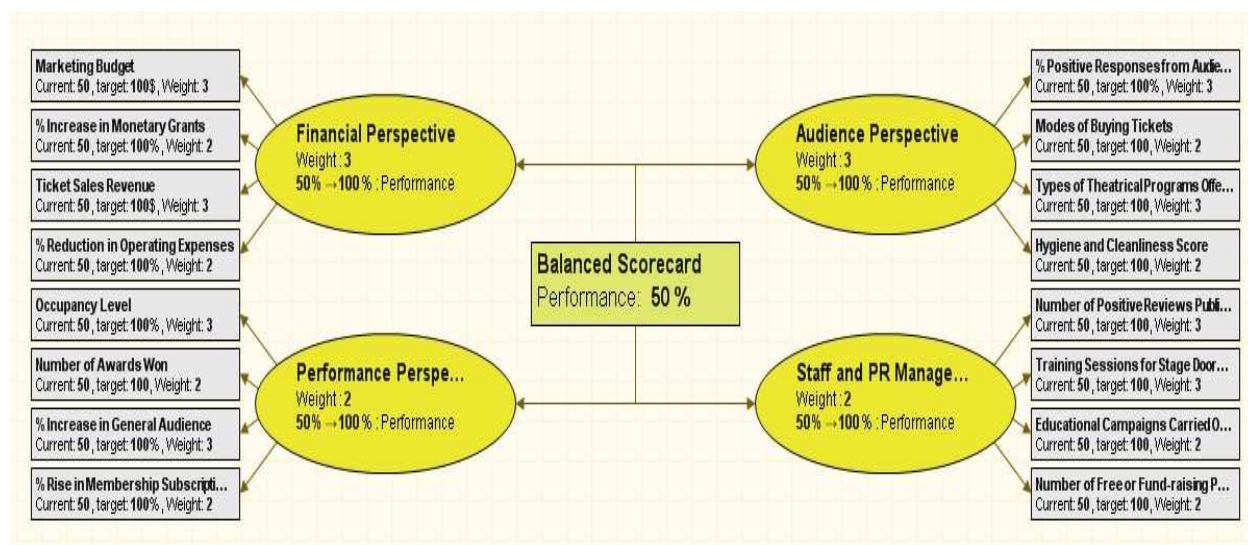 Marketing Budget
Current: 50, target: 100$, Weight: 3
% Increase in Monetary Grants
Current: 50, target: 100%, Weight: 2
Ticket Sales Revenue
Current: 50, target: 100$, Weight: 3
% Reduction in Operating Expenses
Current: 50, target: 100%, Weight: 2
Financial Perspective
Weight: 3
50% → 100% : Performance
Audience Perspective
Weight: 3
50% → 100% : Performance
% Positive Responses from Audie...
Current: 50, target: 100%, Weight: 3
Modes of Buying Tickets
Current: 50, target: 100, Weight: 2
Types of Theatrical Programs Offe...
Current: 50, target: 100, Weight: 3
Hygiene and Cleanliness Score
Current: 50, target: 100, Weight: 2
Balanced Scorecard
Performance: 50 %
Occupancy Level
Current: 50, target: 100%, Weight: 3
Number of Awards Won
Current: 50, target: 100, Weight: 2
% Increase in General Audience
Current: 50, target: 100%, Weight: 3
% Rise in Membership Subscripti...
Current: 50, target: 100%, Weight: 2
Performance Perspe...
Weight: 2
50% → 100% : Performance
Staff and PR Manage...
Weight: 2
50% → 100% : Performance
Number of Positive Reviews Publi...
Current: 50, target: 100, Weight: 3
Training Sessions for Stage Door...
Current: 50, target: 100, Weight: 3
Educational Campaigns Carried O...
Current: 50, target: 100, Weight: 2
Number of Free or Fund-raising P...
Current: 50, target: 100, Weight: 2